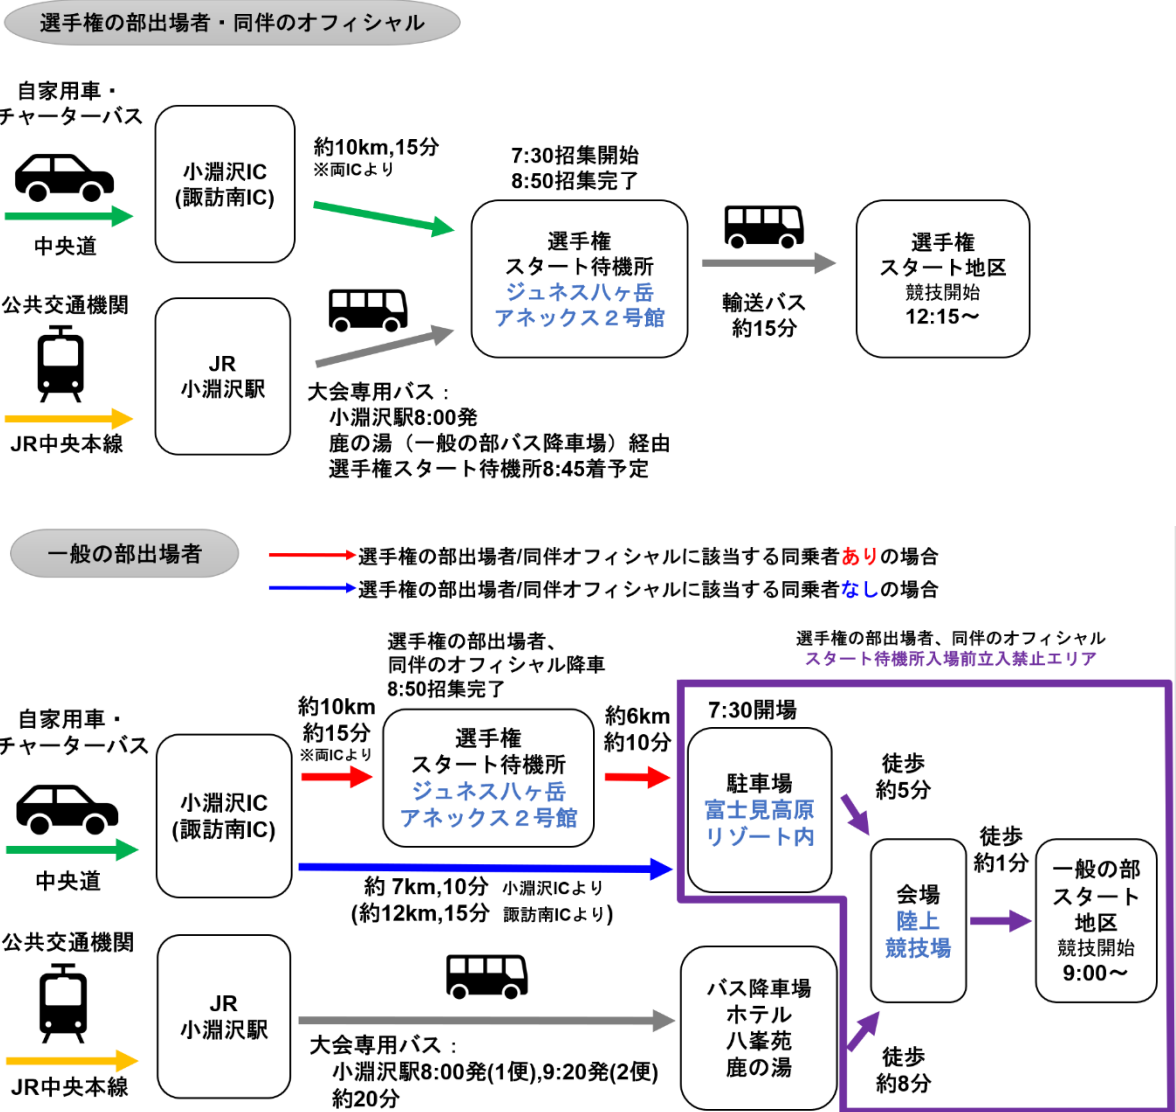 選手権の部出場者・同伴のオフィシャル
自家用車・
チャーターバス
中央道
小淵沢IC
(諏訪南IC)
約10km,15分
※両ICより
7:30招集開始
8:50招集完了
選手権
スタート待機所
ジュネス八ヶ岳
アネックス２号館
輸送バス
約15分
選手権
スタート地区
競技開始
12:15～
公共交通機関
JR中央本線
JR
小淵沢駅
大会専用バス：
小淵沢駅8:00発
鹿の湯（一般の部バス降車場）経由
選手権スタート待機所8:45着予定
一般の部出場者
選手権の部出場者/同伴オフィシャルに該当する同乗者ありの場合
選手権の部出場者/同伴オフィシャルに該当する同乗者なしの場合
選手権の部出場者、同伴のオフィシャル
スタート待機所入場前立入禁止エリア
自家用車・
チャーターバス
中央道
小淵沢IC
(諏訪南IC)
約10km
約15分
※両ICより
選手権の部出場者、
同伴のオフィシャル降車
8:50招集完了
選手権
スタート待機所
ジュネス八ヶ岳
アネックス２号館
約6km
約10分
約 7km,10分 小淵沢ICより
(約12km,15分 諏訪南ICより)
7:30開場
駐車場
富士見高原
リゾート内
徒歩
約5分
会場
陸上
競技場
徒歩
約1分
一般の部
スタート
地区
競技開始
9:00～
公共交通機関
JR中央本線
JR
小淵沢駅
大会専用バス：
小淵沢駅8:00発(1便),9:20発(2便)
約20分
バス降車場
ホテル
八峯苑
鹿の湯
徒歩
約8分